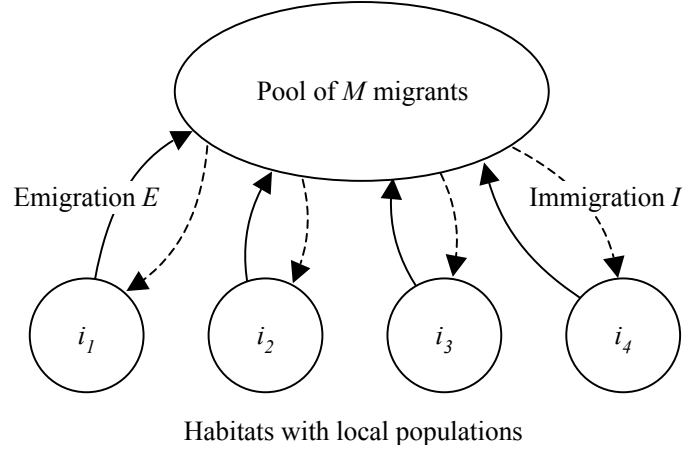 Pool of M migrants
Emigration E
Immigration I
i1
i2
i3
i4
Habitats with local populations